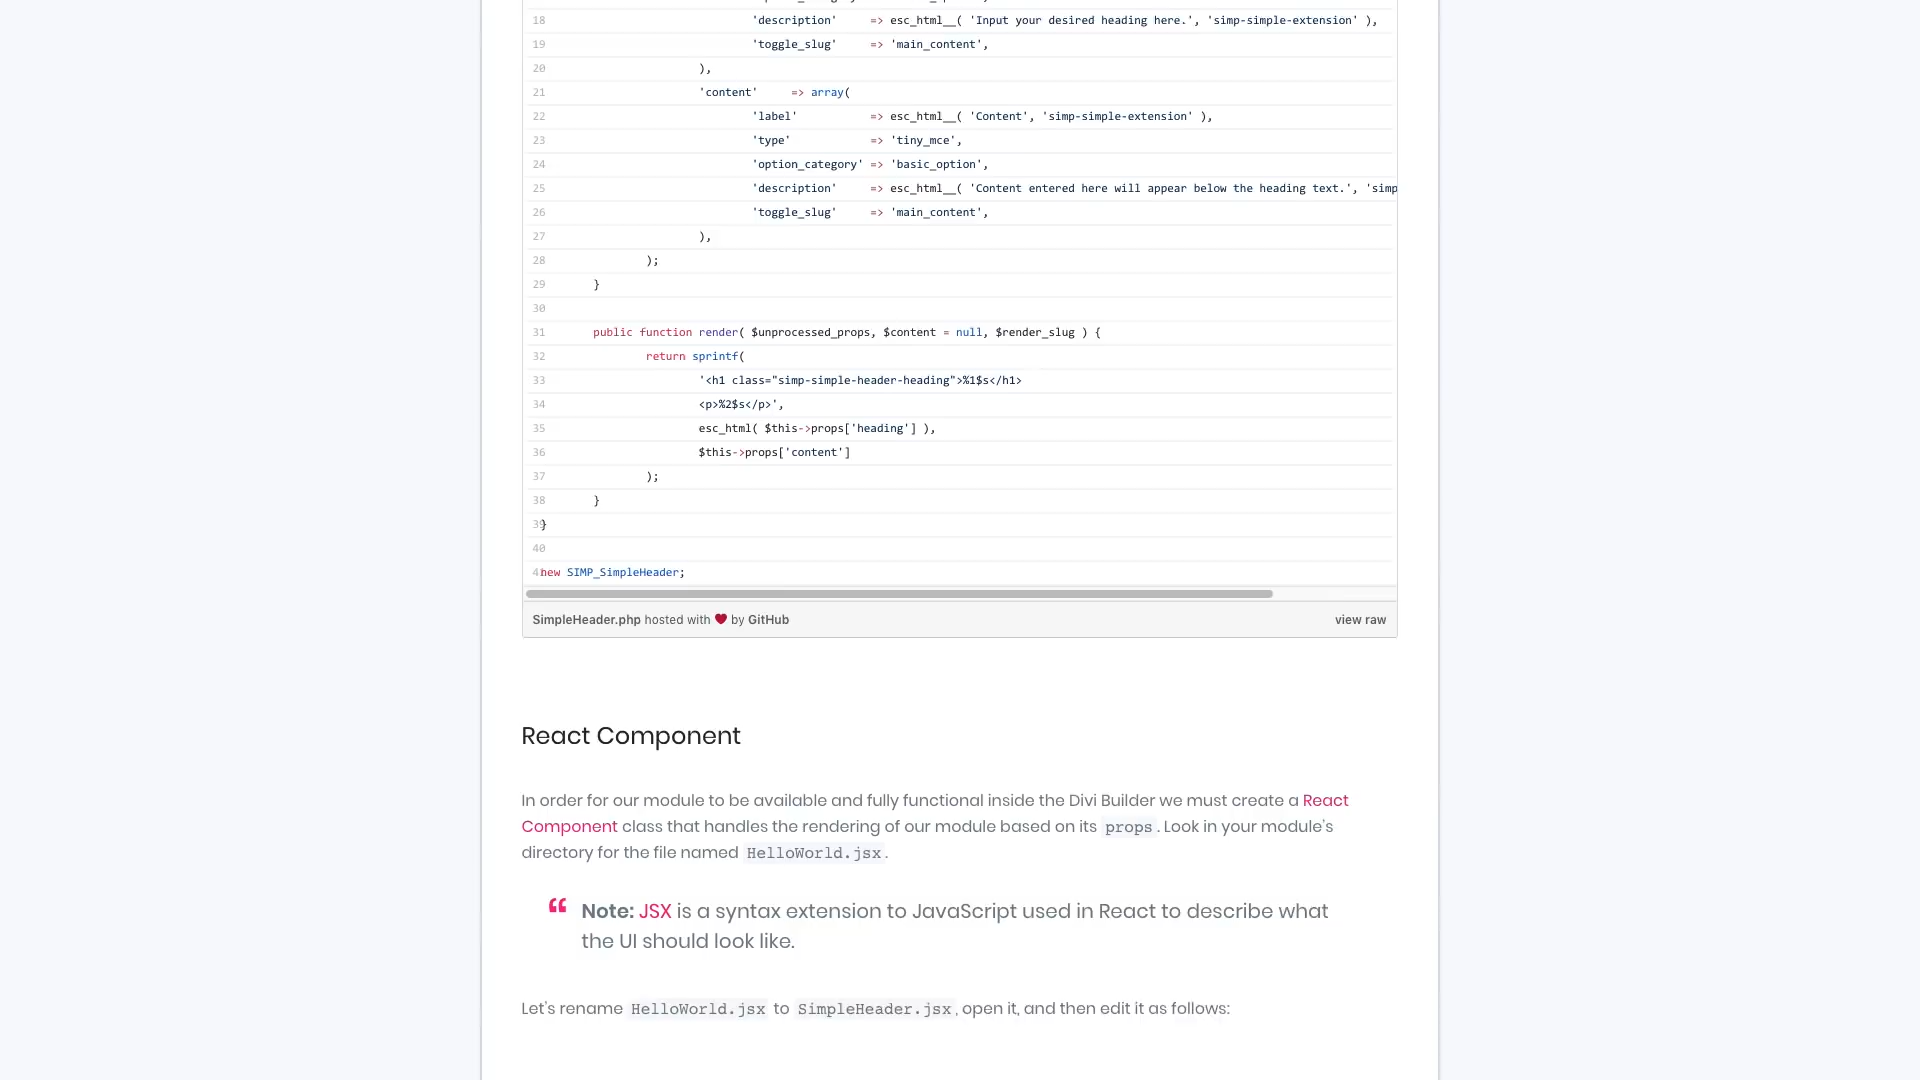 18 'description' => esc_html__( 'Input your desired heading here.', 'simp-simple-extension' ),
19 'toggle_slug' => 'main_content',
20 ),
21 'content' => array(
22 'label' => esc_html__( 'Content', 'simp-simple-extension' ),
23 'type' => 'tiny_mce',
24 'option_category' => 'basic_option',
25 'description' => esc_html__( 'Content entered here will appear below the heading text.', 'simp
26 'toggle_slug' => 'main_content',
27 ),
28 );
29 }
30
31 public function render( $unprocessed_props, $content = null, $render_slug ) {
32 return sprintf(
33 '<h1 class="simp-simple-header-heading">%1$s</h1>
34 <p>%2$s</p>',
35 esc_html( $this->props['heading'] ),
36 $this->props['content']
37 );
38 }
39 }
40
41 new SIMP_SimpleHeader;
SimpleHeader.php hosted with ❤ by GitHub view raw
React Component
In order for our module to be available and fully functional inside the Divi Builder we must create a React
Component class that handles the rendering of our module based on its props. Look in your module's
directory for the file named HelloWorld.jsx.
“ Note: JSX is a syntax extension to JavaScript used in React to describe what
the UI should look like.
Let's rename HelloWorld.jsx to SimpleHeader.jsx, open it, and then edit it as follows: